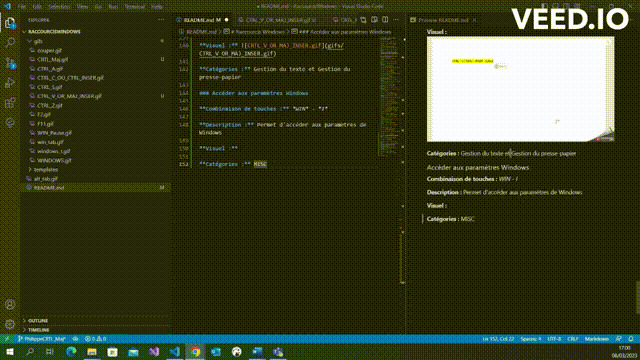 VEED.IO
File Edit Selection View Go Run Terminal Help
README.md - RaccourcisWindows - Visual Studio Code
EXPLORER
README.md M
CTRL_V_OR_MAJ_INSER.gif U
Preview README.md
README.md > # Raccourcis Windows > ### Accéder aux paramètres Windows
RACCOURCISWINDOWS
gifs
couper.gif
CRTL_Maj.gif U
CTRL_A.gif
CTRL_C_OU_CTRL_INSER.gif
CTRL_S.gif
CTRL_V_OR_MAJ_INSER.gif U
CTRL_Z.gif
F2.gif
F11.gif
WIN_Pause.gif
win_tab.gif
windows_t.gif
WINDOWS.gif
templates
alt_tab.gif
README.md M
OUTLINE
TIMELINE
**Visuel :** ![CRTL_V_OR_MAJ_INSER.gif](gifs/
CTRL_V_OR_MAJ_INSER.gif)
**Catégories :** Gestion du texte et Gestion du
presse-papier
### Accéder aux paramètres Windows
**Combinaison de touches :** *WIN* - *I*
**Description :** Permet d'accéder aux paramètres de
Windows
**Visuel :**
152 **Catégories :** MISC
Visuel :
Catégories : Gestion du texte et Gestion du presse-papier
Accéder aux paramètres Windows
Combinaison de touches : WIN - I
Description : Permet d'accéder aux paramètres de Windows
Visuel :
Catégories : MISC
0 0
Ln 152, Col 22 Spaces: 4 UTF-8 CRLF Markdown
17:00
08/03/2023